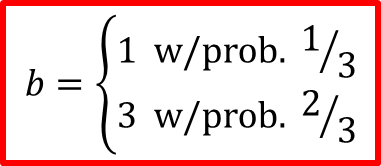 b = { 1 w/prob. 1/3
3 w/prob. 2/3